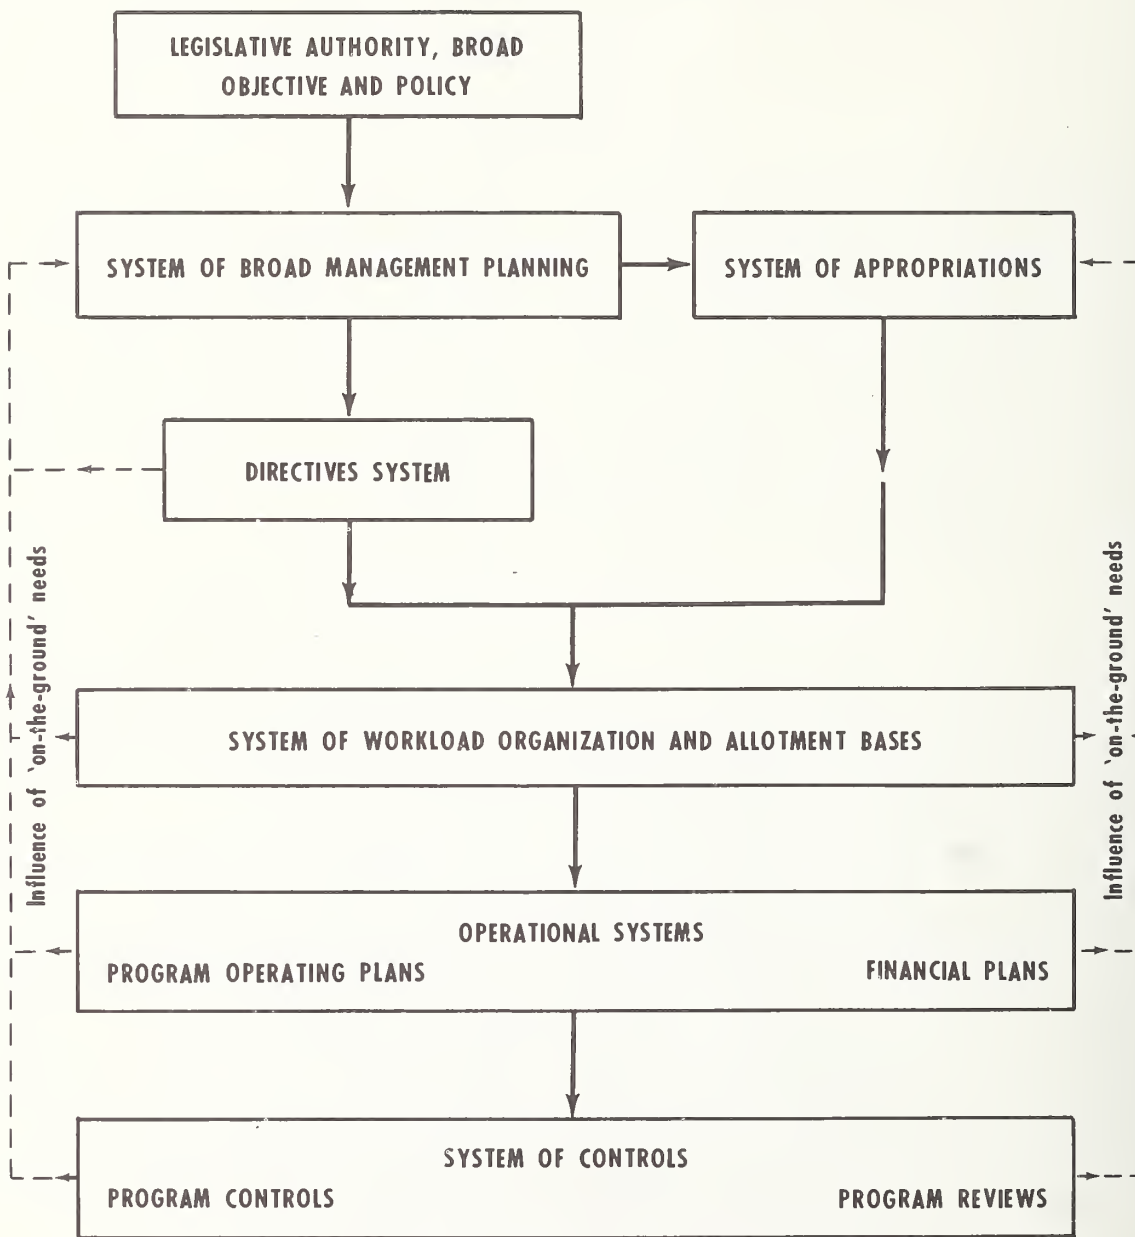 LEGISLATIVE AUTHORITY, BROAD
OBJECTIVE AND POLICY
SYSTEM OF BROAD MANAGEMENT PLANNING
SYSTEM OF APPROPRIATIONS
DIRECTIVES SYSTEM
Influence of 'on-the-ground' needs
Influence of 'on-the-ground' needs
SYSTEM OF WORKLOAD ORGANIZATION AND ALLOTMENT BASES
OPERATIONAL SYSTEMS
PROGRAM OPERATING PLANS
FINANCIAL PLANS
SYSTEM OF CONTROLS
PROGRAM CONTROLS
PROGRAM REVIEWS